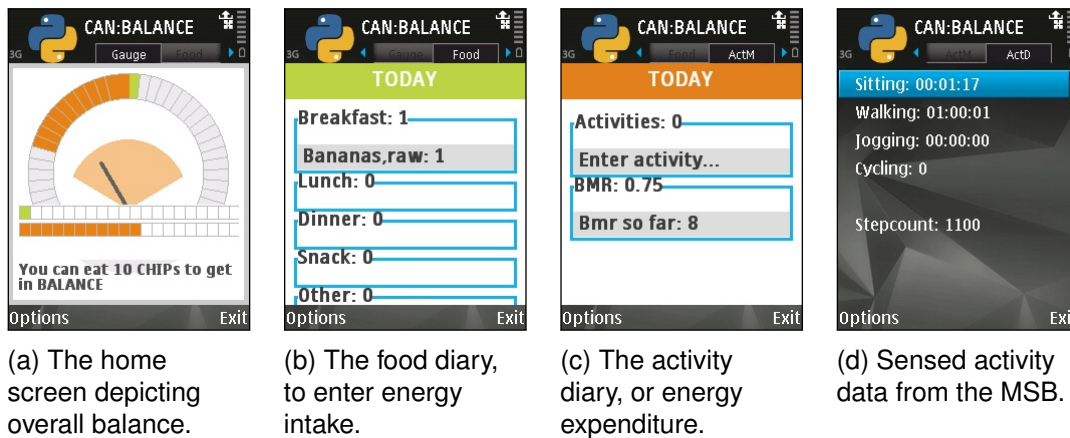 CAN:BALANCE
3G
Gauge
Food
You can eat 10 CHIPs to get
in BALANCE
Options
Exit
CAN:BALANCE
3G
Gauge
Food
TODAY
Breakfast: 1
Bananas,raw: 1
Lunch: 0
Dinner: 0
Snack: 0
Other: 0
Options
Exit
CAN:BALANCE
3G
Food
ActM
TODAY
Activities: 0
Enter activity...
BMR: 0.75
Bmr so far: 8
Options
Exit
CAN:BALANCE
3G
ActM
ActD
Sitting: 00:01:17
Walking: 01:00:01
Jogging: 00:00:00
Cycling: 0
Stepcount: 1100
Options
Exi
(a) The home
screen depicting
overall balance.
(b) The food diary,
to enter energy
intake.
(c) The activity
diary, or energy
expenditure.
(d) Sensed activity
data from the MSB.